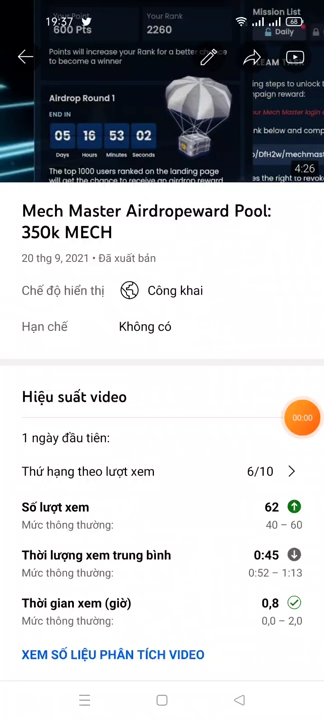 19:37
68
Your Point
Your Rank
600 Pts
2260
Points will increase your Rank for a better chance
to become a winner
Airdrop Round 1
END IN
05 16 53 02
Days Hours Minutes Seconds
The top 1000 users ranked on the landing page
will get the chance to receive an airdrop reward
Mission List
Daily
EAM
ing steps to unlock t
mpaign reward:
ur Mech Master login
nk below and comp
o/DfH2w/mechmast
es the right to revok
4:26
Mech Master Airdropeward Pool:
350k MECH
20 thg 9, 2021 • Đã xuất bản
Chế độ hiển thị Công khai
Hạn chế Không có
Hiệu suất video
00:00
1 ngày đầu tiên:
Thứ hạng theo lượt xem 6/10
Số lượt xem 62
Mức thông thường: 40 – 60
Thời lượng xem trung bình 0:45
Mức thông thường: 0:52 – 1:13
Thời gian xem (giờ) 0,8
Mức thông thường: 0,0 – 2,0
XEM SỐ LIỆU PHÂN TÍCH VIDEO